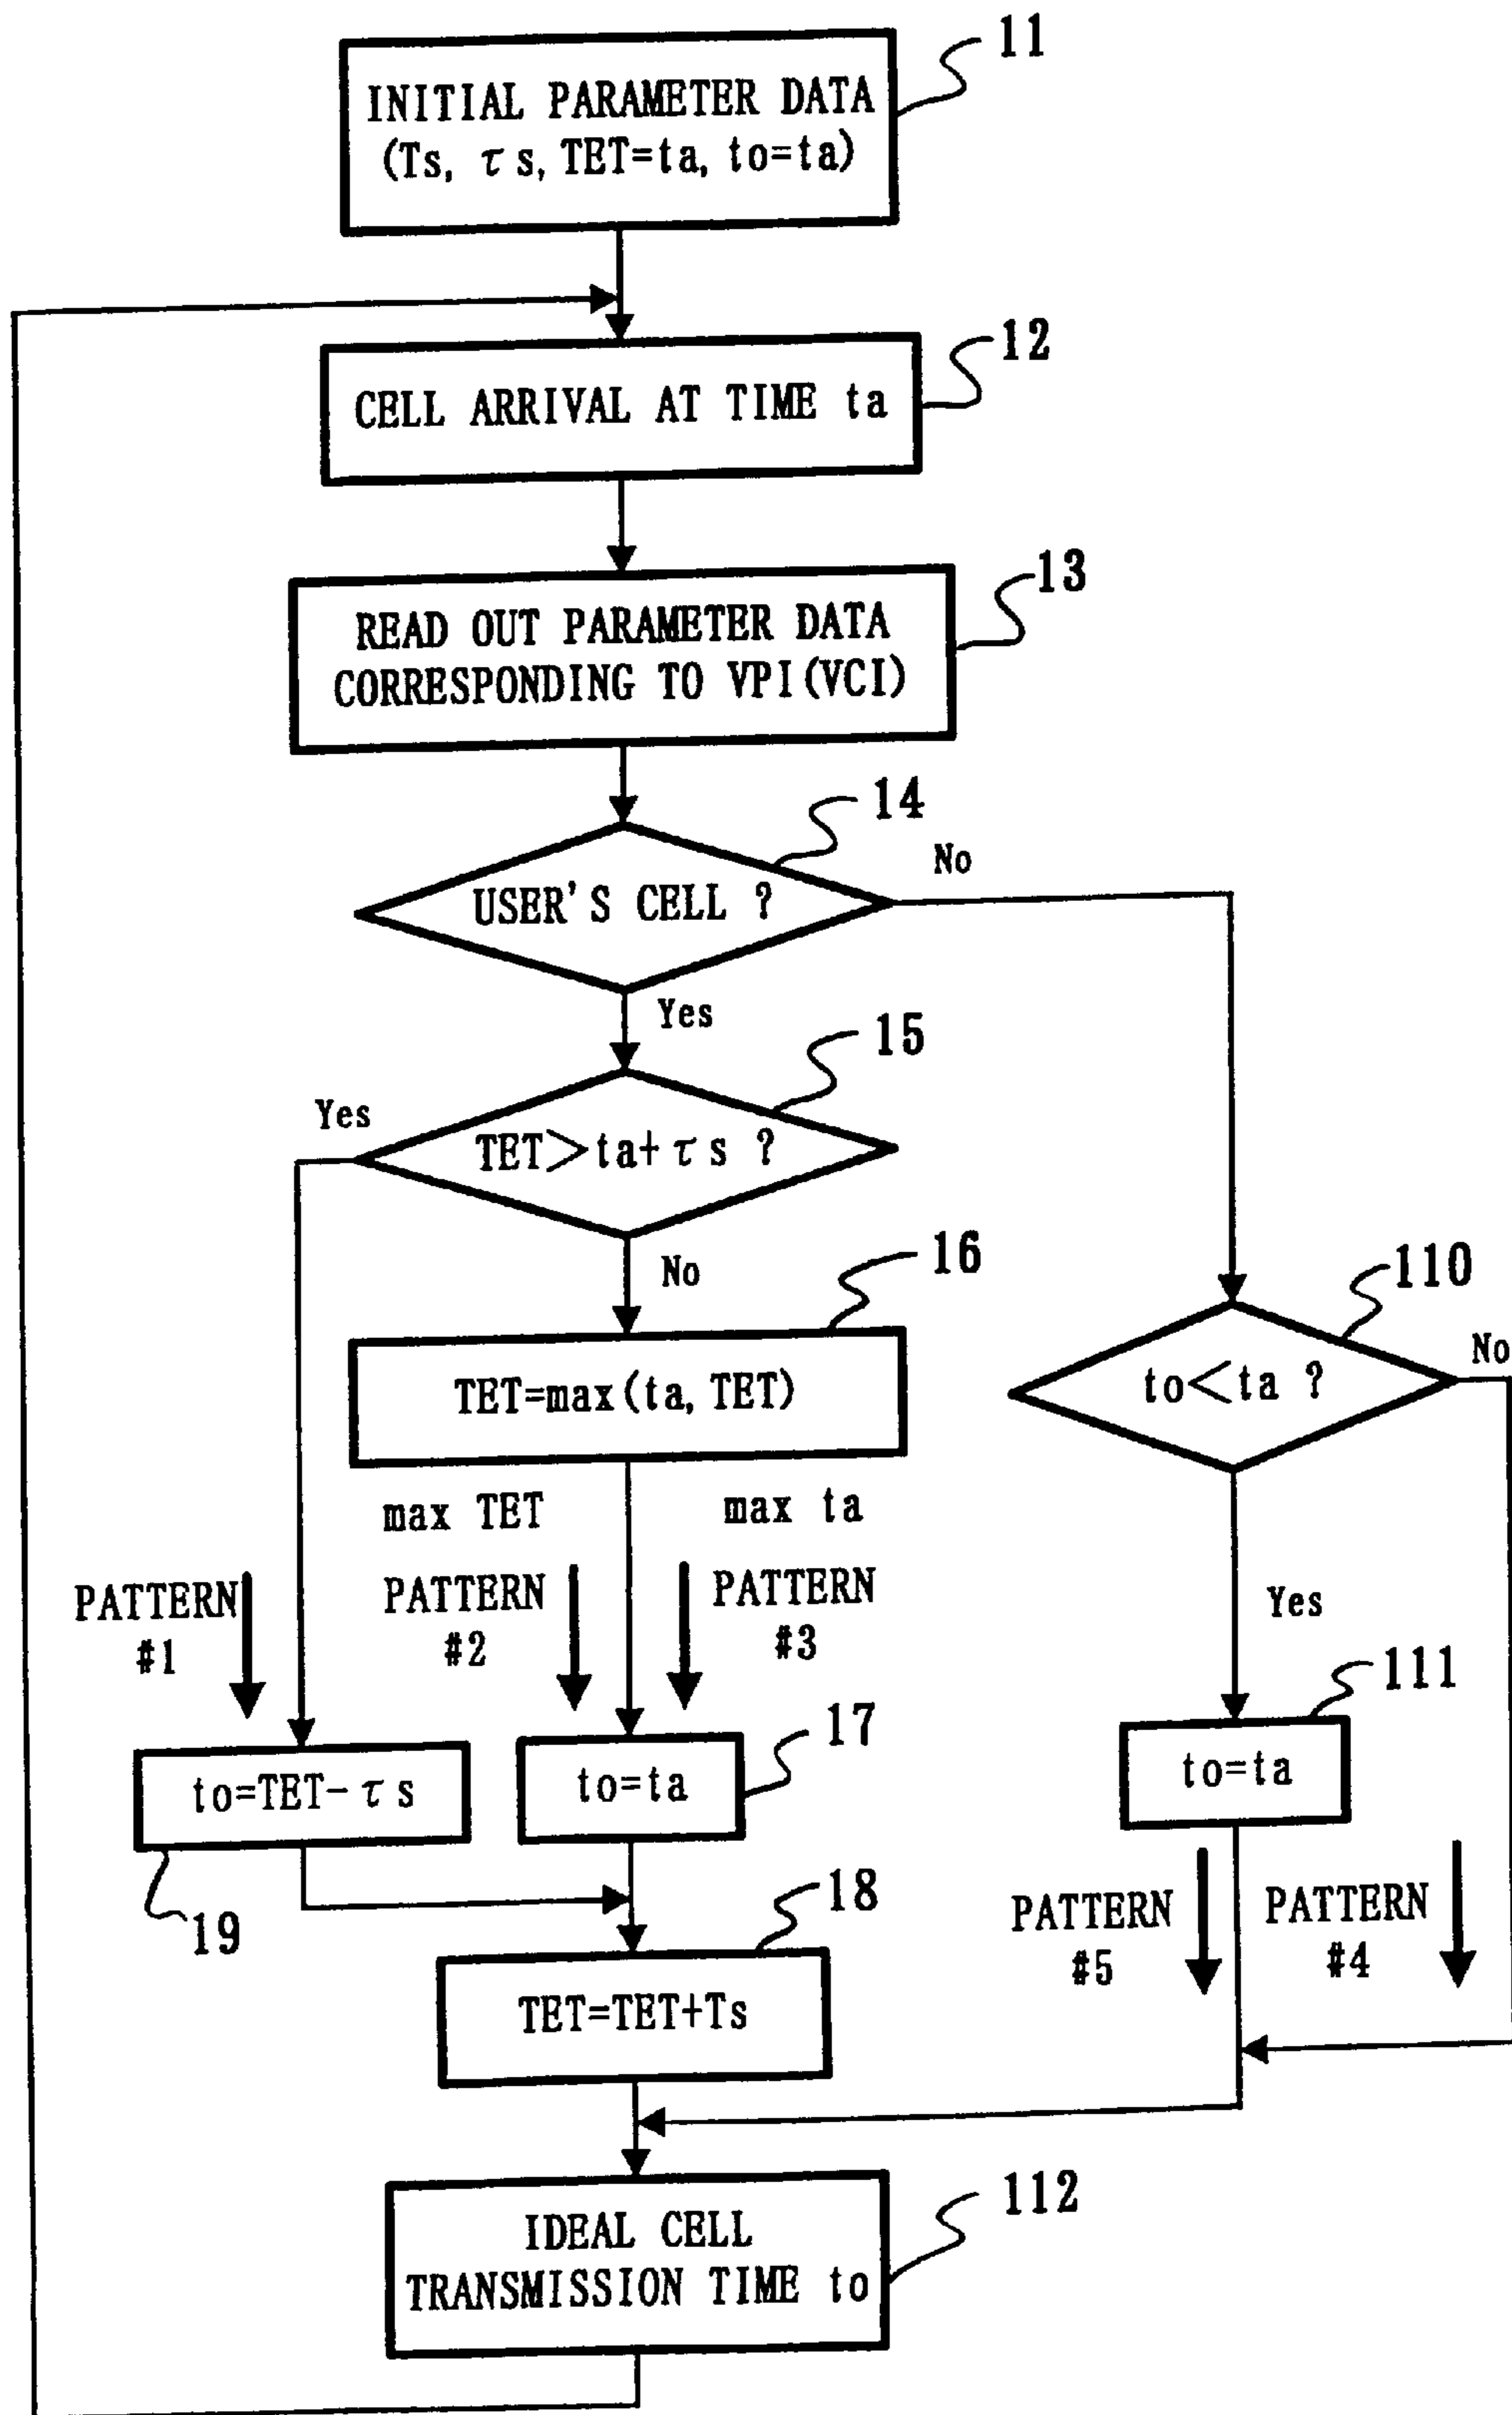 11
INITIAL PARAMETER DATA
(Ts, τs, TET=ta, to=ta)
12
CELL ARRIVAL AT TIME ta
13
READ OUT PARAMETER DATA
CORRESPONDING TO VPI(VCI)
14
No
USER'S CELL ?
Yes
15
Yes
TET>ta+τs ?
No
16
TET=max(ta, TET)
110
No
to<ta ?
max TET
max ta
PATTERN
#1
PATTERN
#2
PATTERN
#3
Yes
111
to=ta
to=TET-τs
to=ta
17
19
18
TET=TET+Ts
PATTERN
#5
PATTERN
#4
112
IDEAL CELL
TRANSMISSION TIME to